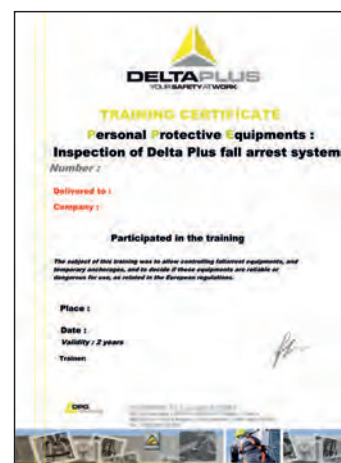 DELTAPLUS
YOUR SAFETY AT WORK
TRAINING CERTIFICATE
Personal Protective Equipments :
Inspection of Delta Plus fall arrest system
Number :
Delivered to :
Company :
Participated in the training
The subject of this training was to allow controlling fallarrest equipments, and
temporary anchorages, and to decide if these equipments are reliable or
dangerous for use, as related in the European regulations.
Place :
Date :
Validity : 2 years
Trainer:
DPG